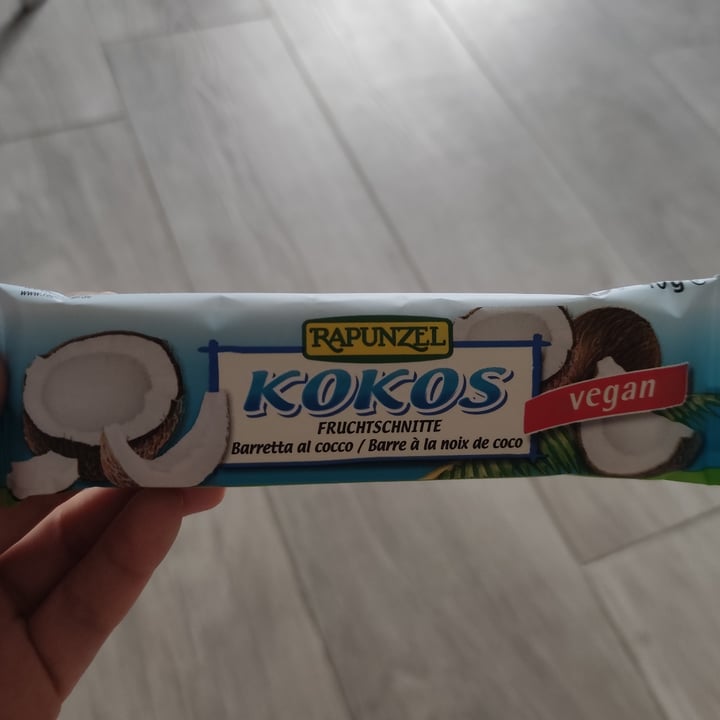 RAPUNZEL
KOKOS
FRUCHTSCHNITTE
Barretta al cocco / Barre à la noix de coco
vegan